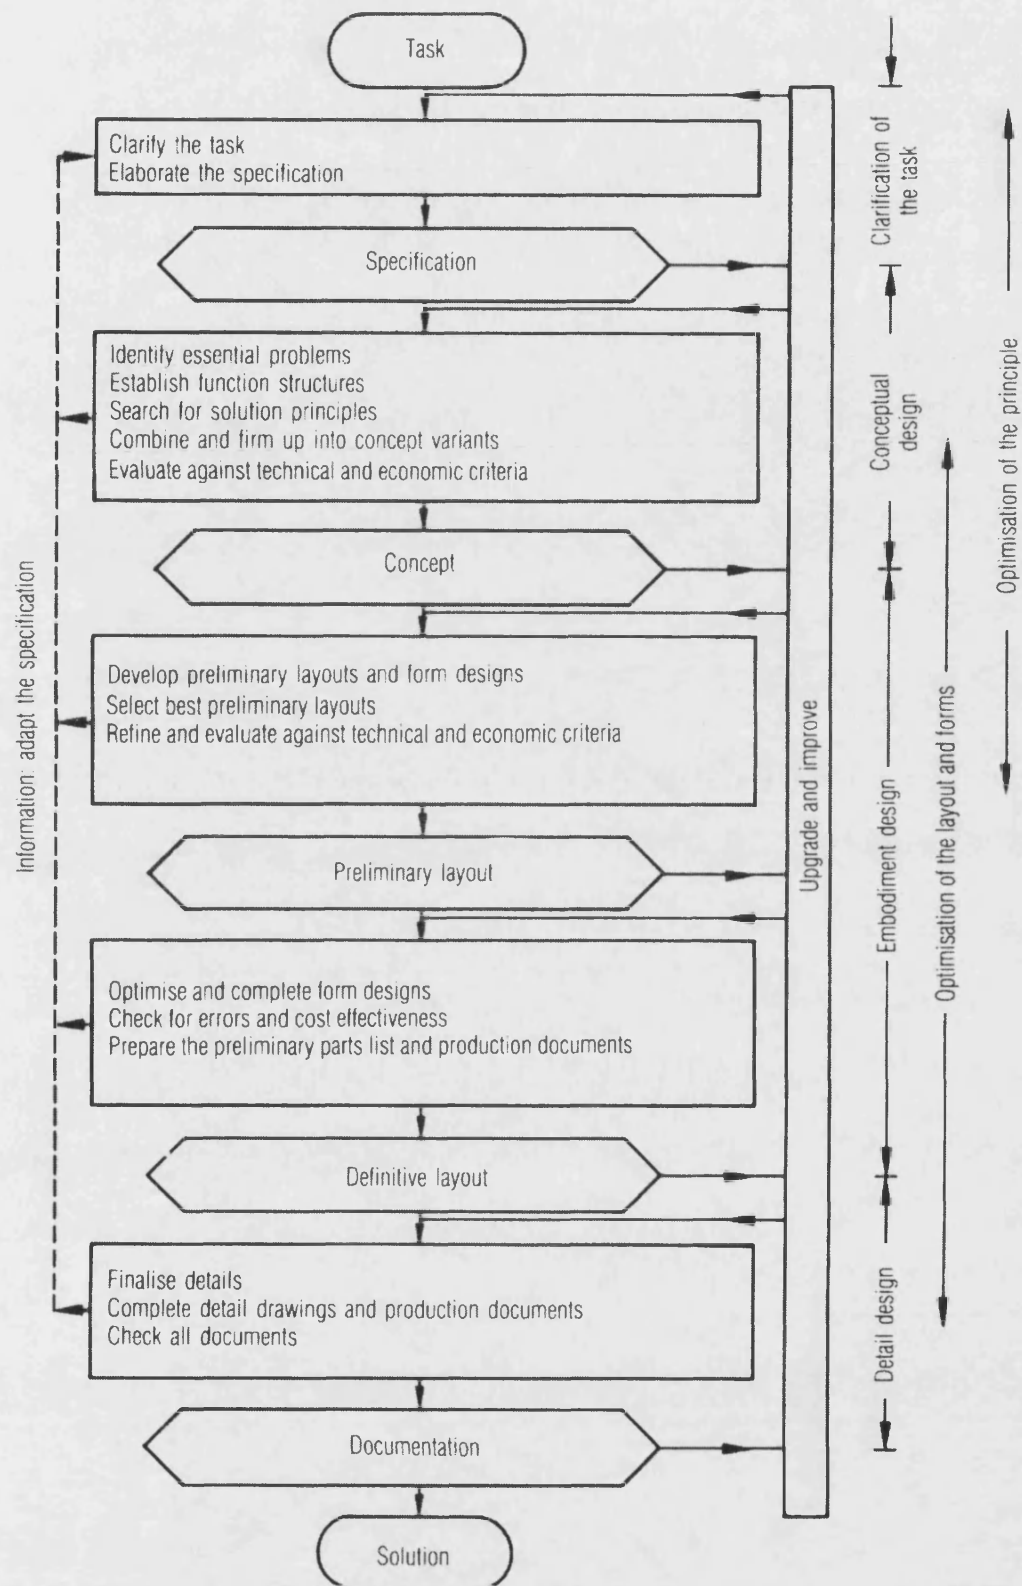 Task
Clarify the task
Elaborate the specification
Specification
Identify essential problems
Establish function structures
Search for solution principles
Combine and firm up into concept variants
Evaluate against technical and economic criteria
Concept
Develop preliminary layouts and form designs
Select best preliminary layouts
Refine and evaluate against technical and economic criteria
Preliminary layout
Optimise and complete form designs
Check for errors and cost effectiveness
Prepare the preliminary parts list and production documents
Definitive layout
Finalise details
Complete detail drawings and production documents
Check all documents
Documentation
Solution
Information: adapt the specification
Upgrade and improve
Clarification of
the task
Conceptual
design
Embodiment design
Detail design
Optimisation of the layout and forms
Optimisation of the principle